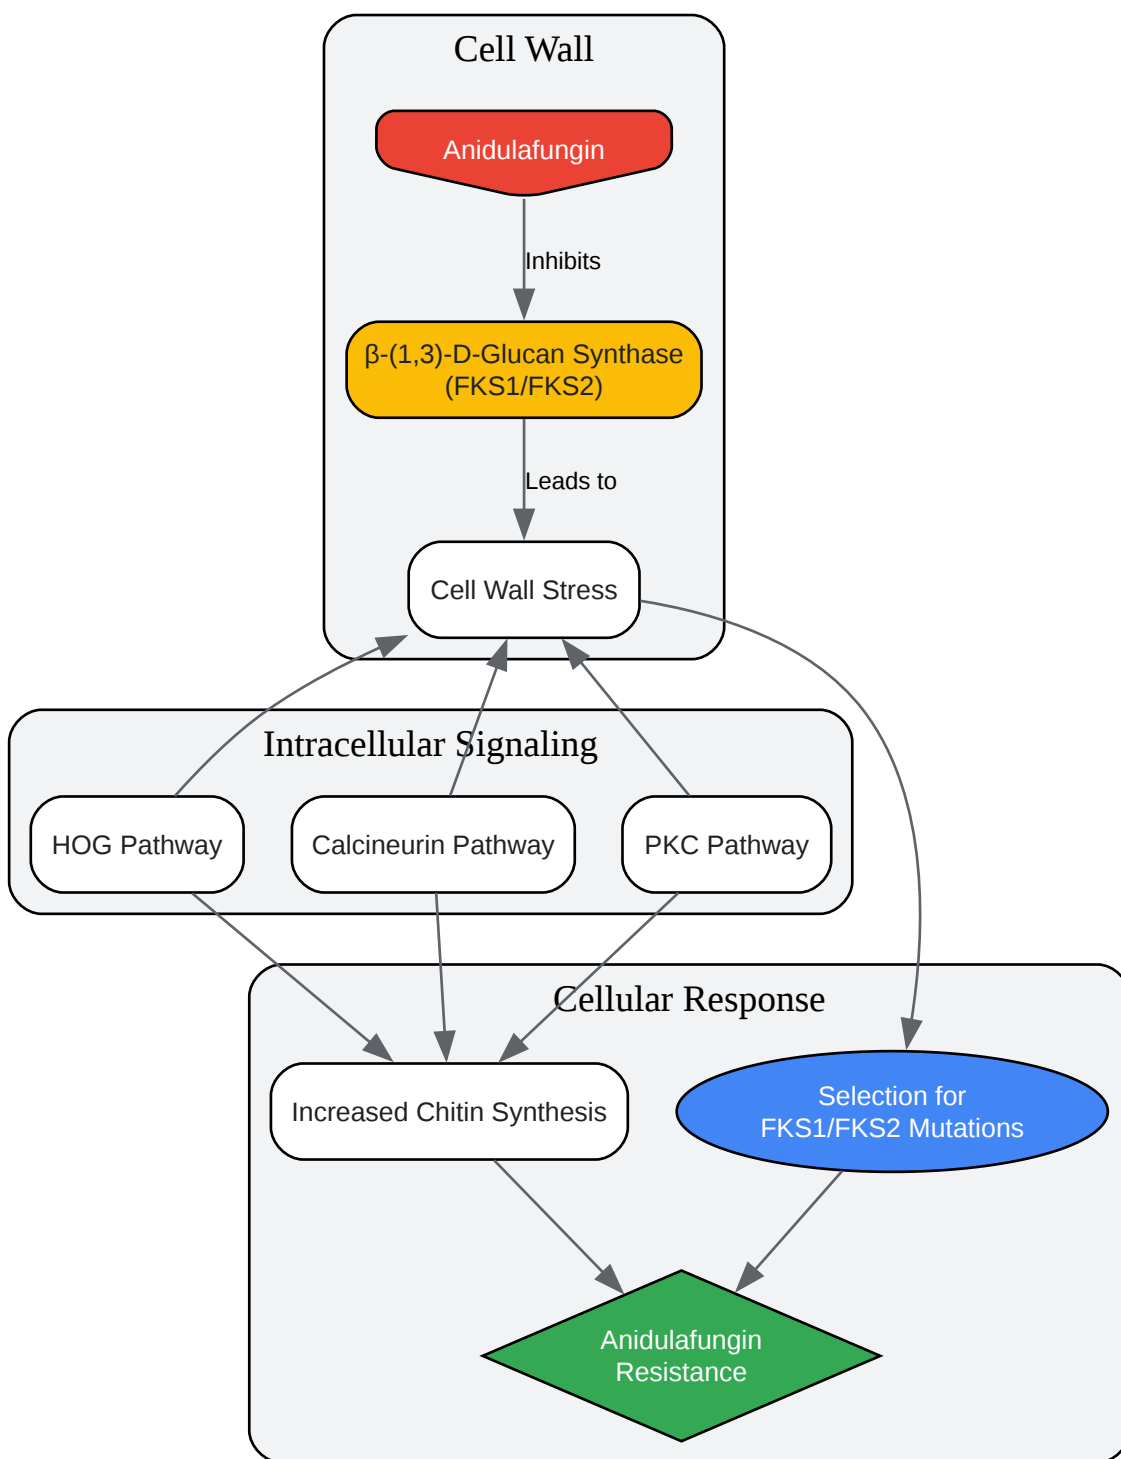 Cell Wall
Anidulafungin
Inhibits
β-(1,3)-D-Glucan Synthase
(FKS1/FKS2)
Leads to
Cell Wall Stress
Intracellular Signaling
HOG Pathway
Calcineurin Pathway
PKC Pathway
Cellular Response
Increased Chitin Synthesis
Selection for
FKS1/FKS2 Mutations
Anidulafungin
Resistance